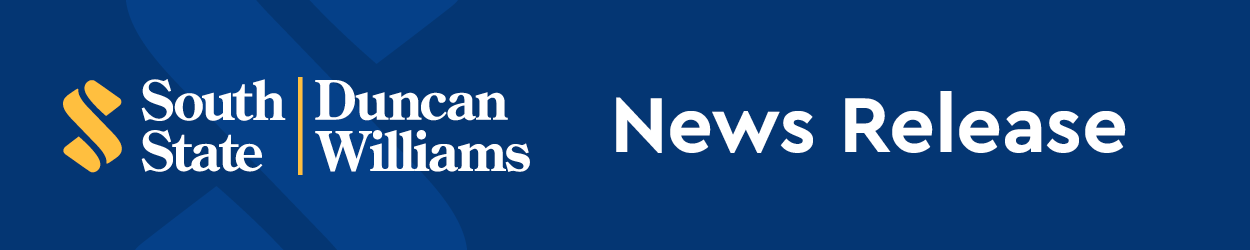 South
State
Duncan
Williams
News Release